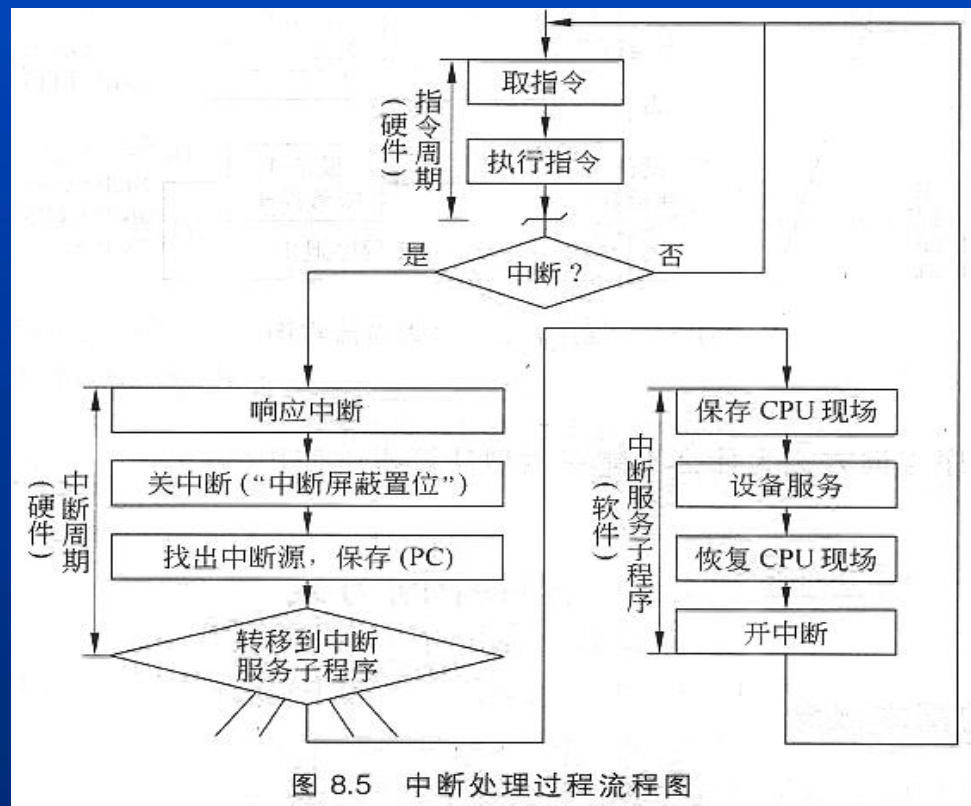 取指令
执行指令
指令周期
(硬件)
中断?
是
否
响应中断
关中断(“中断屏蔽置位”)
找出中断源，保存(PC)
转移到中断
服务子程序
中断周期
(硬件)
保存 CPU 现场
设备服务
恢复 CPU 现场
开中断
中断服务子程序
(软件)
图 8.5 中断处理过程流程图